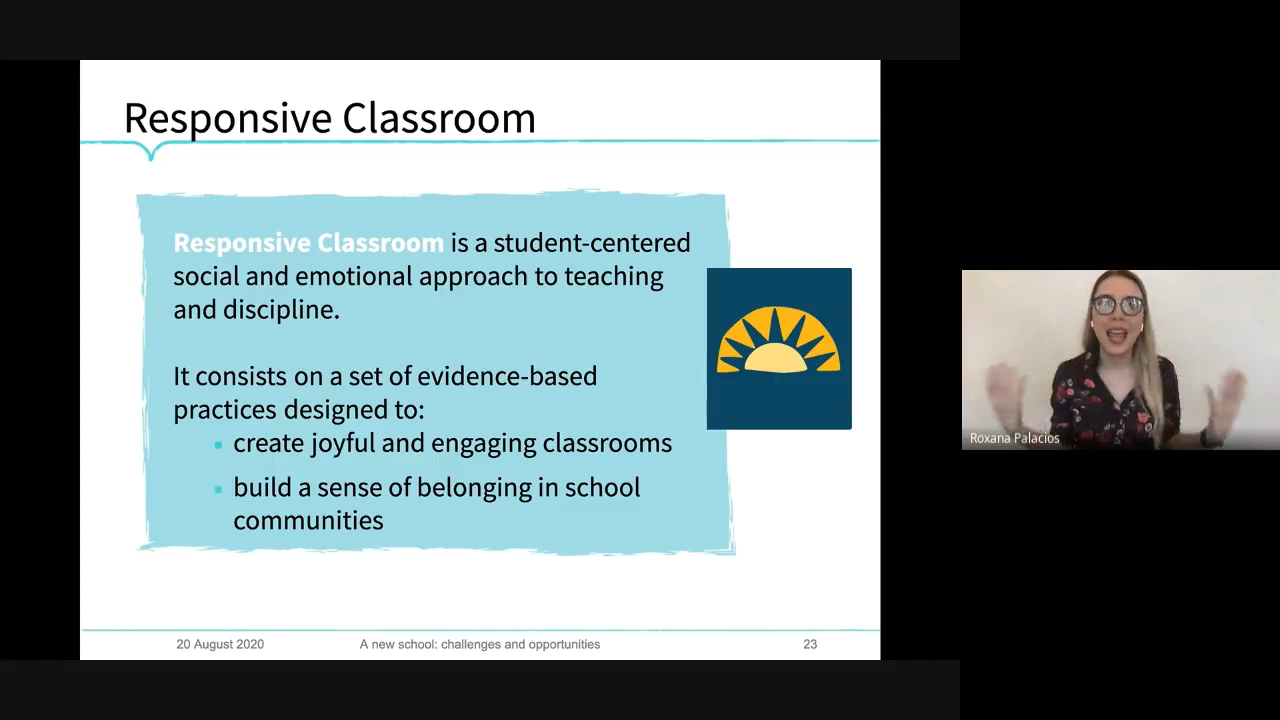 Responsive Classroom
Responsive Classroom is a student-centered
social and emotional approach to teaching
and discipline.
It consists on a set of evidence-based
practices designed to:
create joyful and engaging classrooms
build a sense of belonging in school
communities
Roxana Palacios
20 August 2020
A new school: challenges and opportunities
23